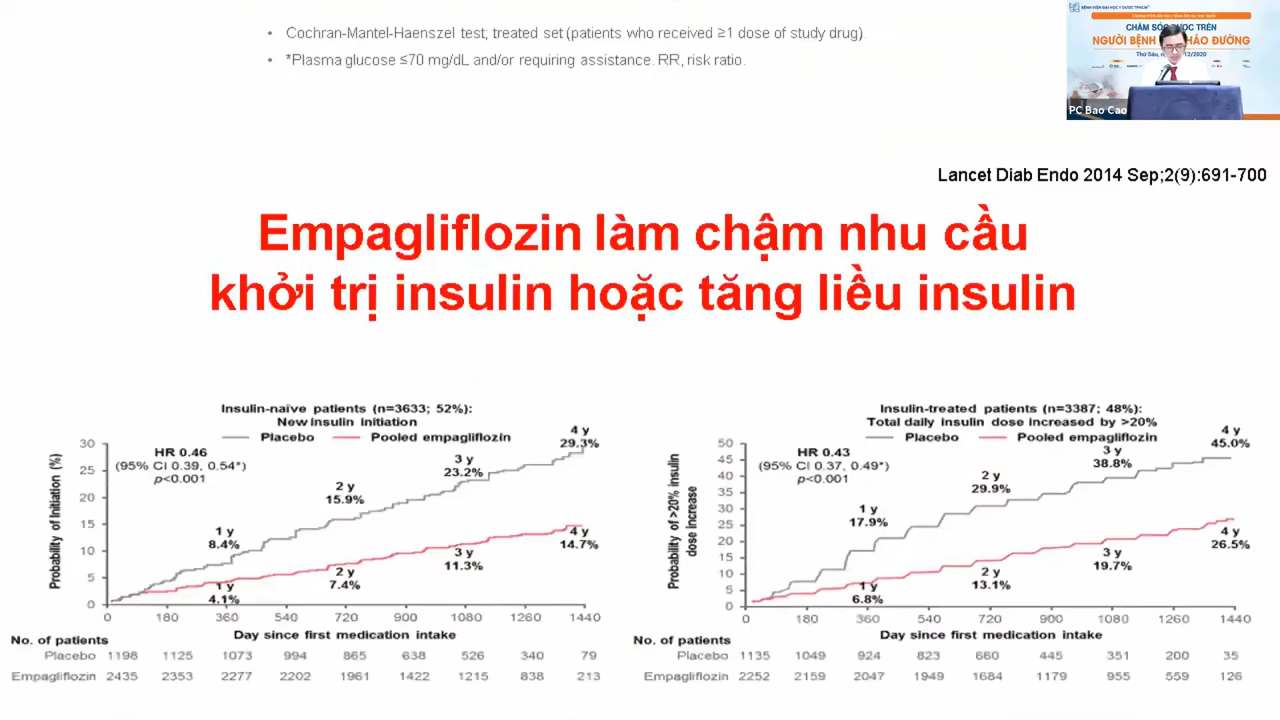 • Cochran-Mantel-Haenszel test; treated set (patients who received ≥1 dose of study drug)
• *Plasma glucose ≤70 mg/dL and/or requiring assistance. RR, risk ratio.
BỆNH VIỆN ĐẠI HỌC Y DƯỢC TPHCM
NGƯỜI BỆNH
ĐƯỜNG
PC Bao Cao
Lancet Diab Endo 2014 Sep;2(9):691-700
Empagliflozin làm chậm nhu cầu
khởi trị insulin hoặc tăng liều insulin
Insulin-naïve patients (n=3633; 52%):
New insulin initiation
Placebo Pooled empagliflozin
HR 0.46
(95% CI 0.39, 0.54*)
p<0.001
Probability of Initiation (%)
30
25
20
15
10
5
0
1 y
8.4%
2 y
15.9%
3 y
23.2%
4 y
29.3%
1 y
4.1%
2 y
7.4%
3 y
11.3%
4 y
14.7%
0 180 360 540 720 900 1080 1260 1440
Day since first medication intake
No. of patients
Placebo 1198 1125 1073 994 865 638 526 340 79
Empagliflozin 2435 2353 2277 2202 1961 1422 1215 838 213
Insulin-treated patients (n=3387; 48%):
Total daily insulin dose increased by >20%
Placebo Pooled empagliflozin
HR 0.43
(95% CI 0.37, 0.49*)
p<0.001
Probability of >20% insulin
dose increase
50
45
40
35
30
25
20
15
10
5
0
1 y
17.9%
2 y
29.9%
3 y
38.8%
4 y
45.0%
1 y
6.8%
2 y
13.1%
3 y
19.7%
4 y
26.5%
0 180 360 540 720 900 1080 1260 1440
Day since first medication intake
No. of patients
Placebo 1135 1049 924 823 660 445 351 200 35
Empagliflozin 2252 2159 2047 1949 1684 1179 955 559 126